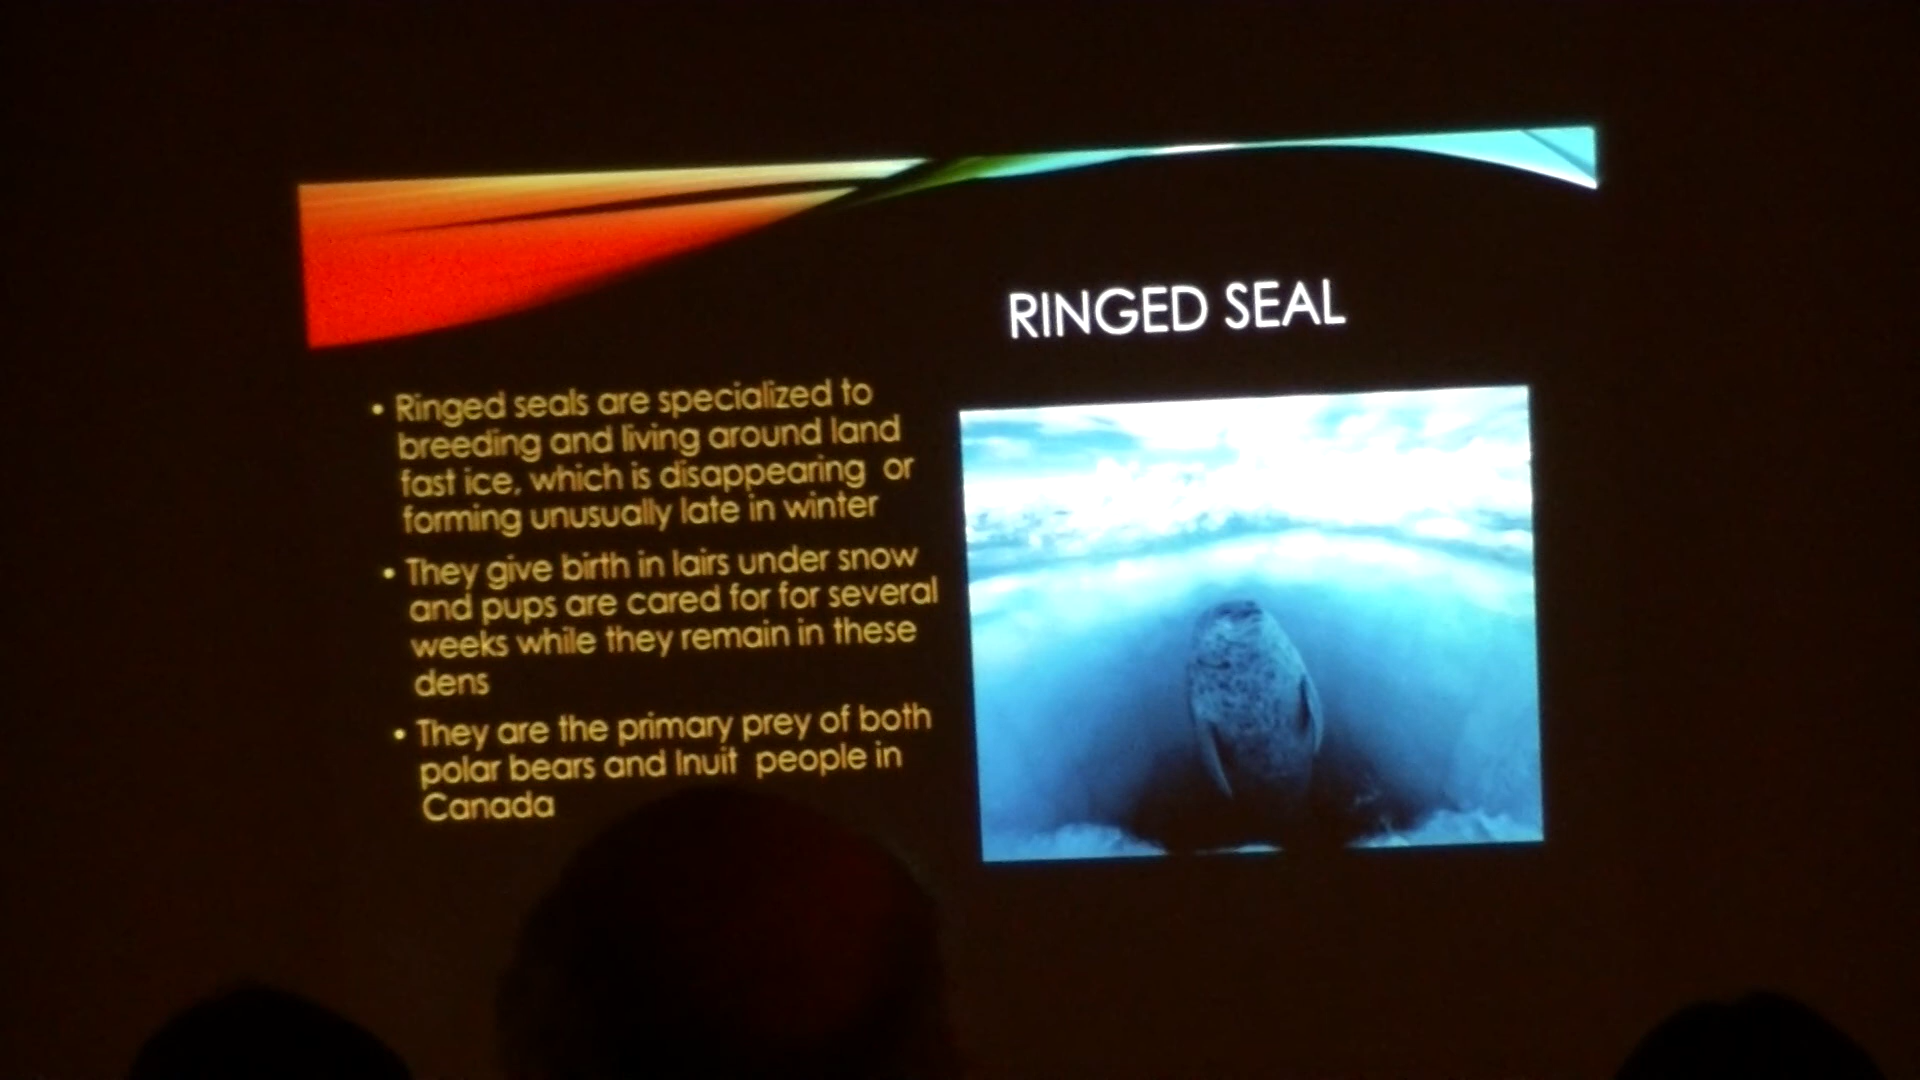 RINGED SEAL
• Ringed seals are specialized to
breeding and living around land
fast ice, which is disappearing  or
forming unusually late in winter
• They give birth in lairs under snow
and pups are cared for for several
weeks while they remain in these
dens
• They are the primary prey of both
polar bears and Inuit  people in
Canada